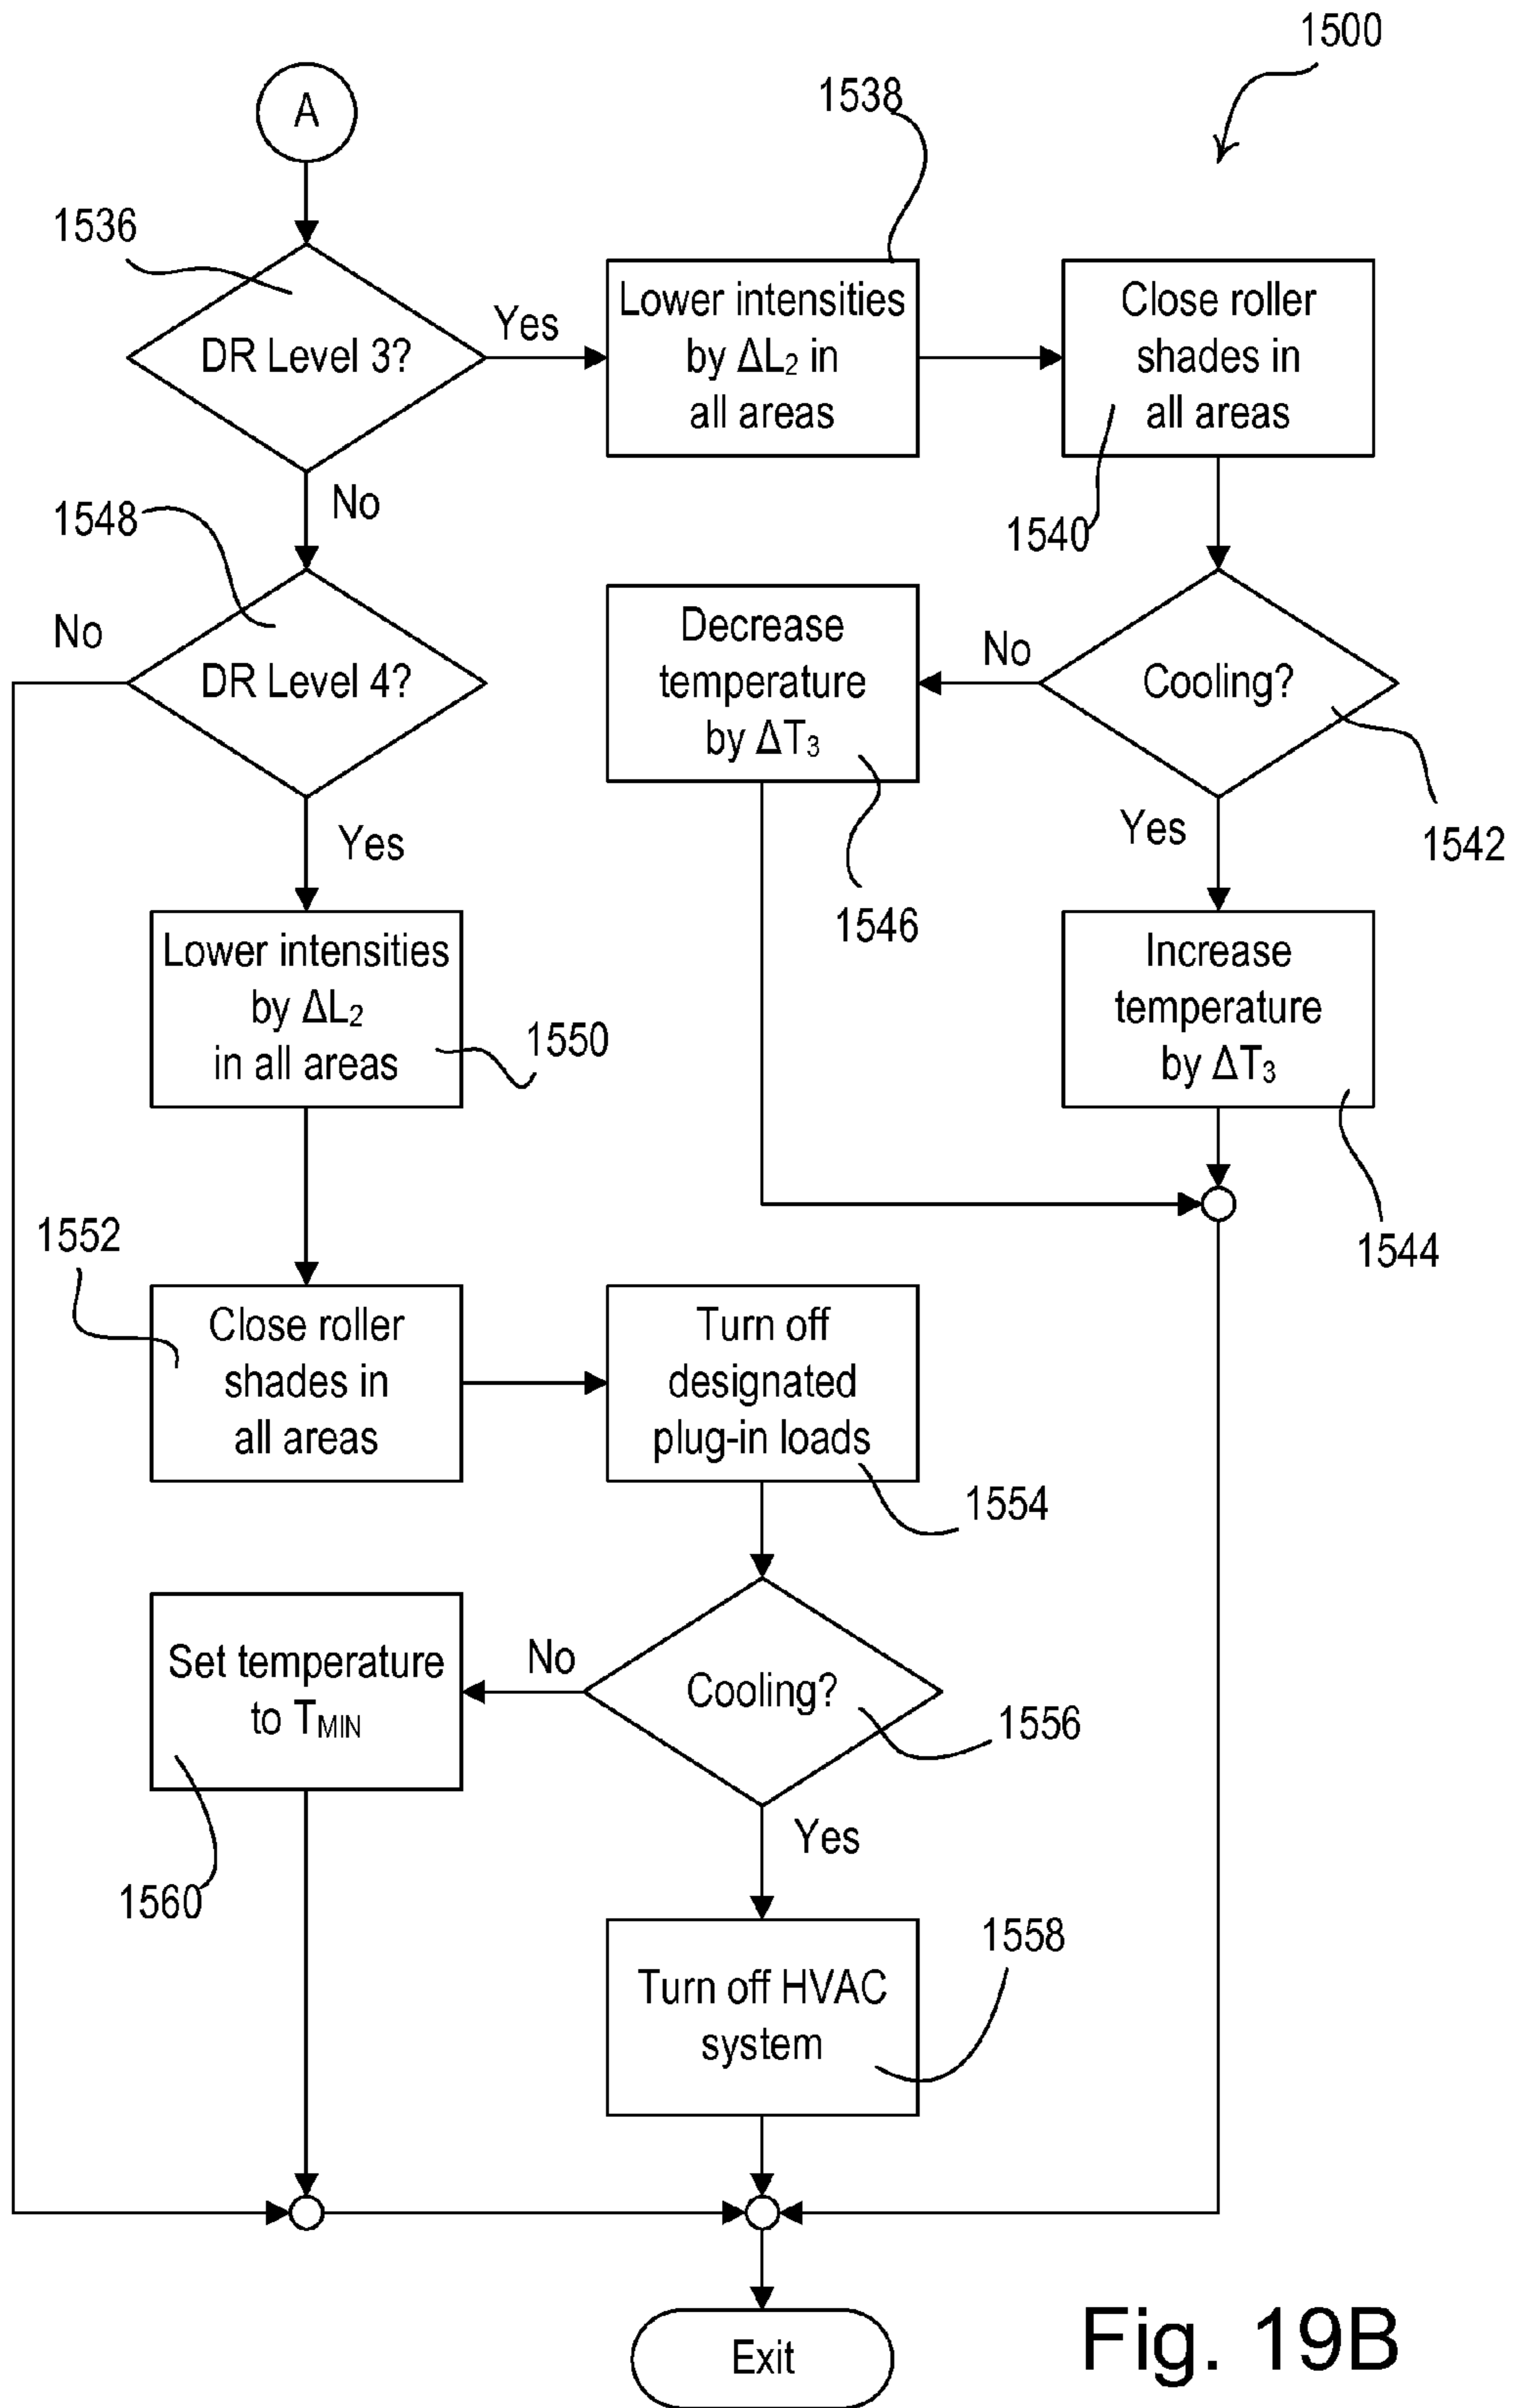 1500
A
1538
1536
DR Level 3?
Yes
Lower intensities
by ΔL₂ in
all areas
Close roller
shades in
all areas
No
1548
1540
No
DR Level 4?
Decrease
temperature
by ΔT₃
No
Cooling?
Yes
Yes
1542
1546
Lower intensities
by ΔL₂
in all areas
1550
Increase
temperature
by ΔT₃
1552
1544
Close roller
shades in
all areas
Turn off
designated
plug-in loads
1554
Set temperature
to TMIN
No
Cooling?
1556
Yes
1560
1558
Turn off HVAC
system
Exit
Fig. 19B